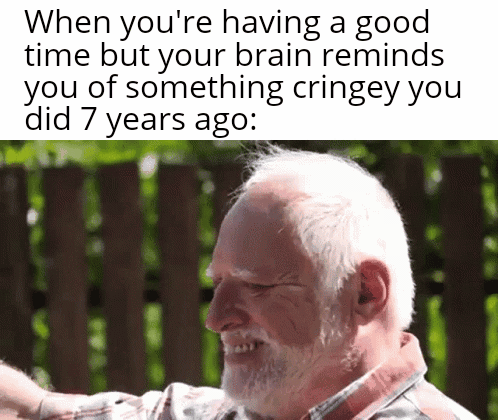 When you're having a good
time but your brain reminds
you of something cringey you
did 7 years ago: